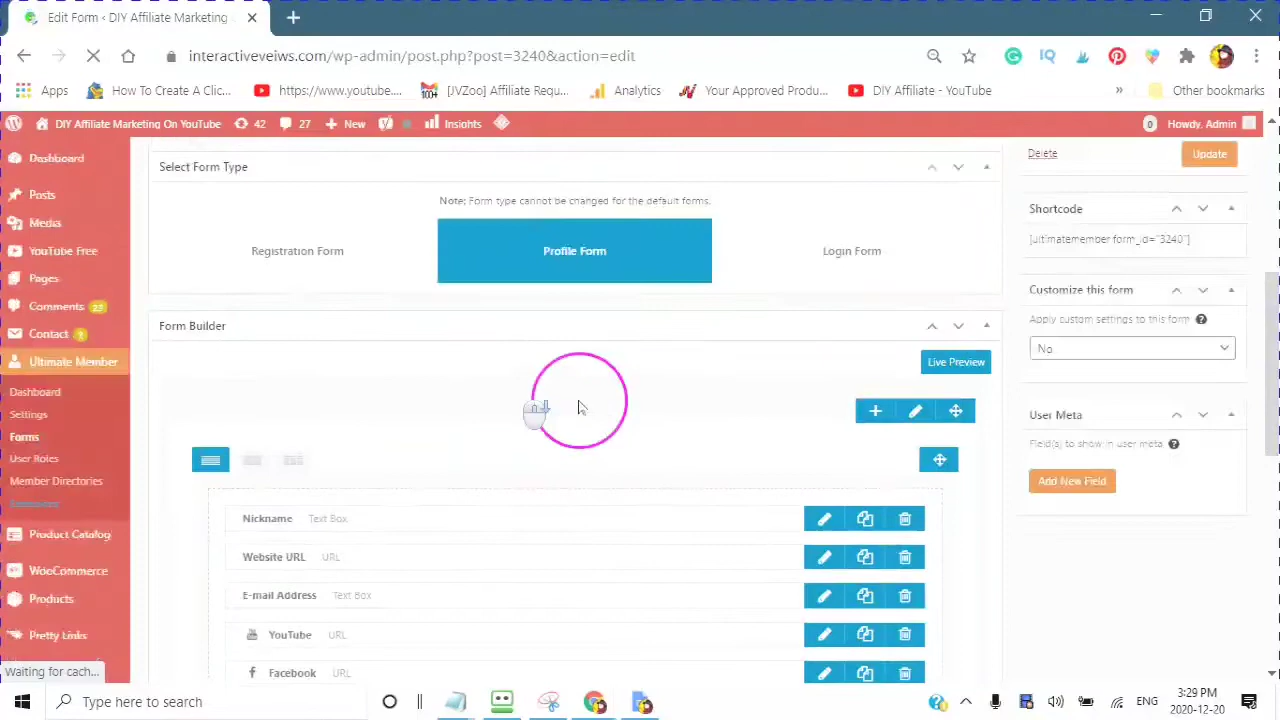 Edit Form < DIY Affiliate Marketing
interactiveveiws.com/wp-admin/post.php?post=3240&action=edit
Apps
How To Create A Clic...
https://www.youtube....
[JVZoo] Affiliate Requ...
Analytics
Your Approved Produ...
DIY Affiliate - YouTube
»
Other bookmarks
DIY Affiliate Marketing On YouTube
42
27
New
Insights
0
Howdy, Admin
Dashboard
Posts
Media
YouTube Free
Pages
Comments 22
Contact 2
Ultimate Member
Dashboard
Settings
Forms
User Roles
Member Directories
Product Catalog
WooCommerce
Products
Pretty Links
Waiting for cach...
Select Form Type
Note: Form type cannot be changed for the default forms.
Registration Form
Profile Form
Login Form
Form Builder
Live Preview
Nickname Text Box
Website URL URL
E-mail Address Text Box
YouTube URL
Facebook URL
Delete
Update
Shortcode
[ultimatemember form_id="3240"]
Customize this form
Apply custom settings to this form
No
User Meta
Field(s) to show in user meta
Add New Field
Type here to search
ENG
3:29 PM
2020-12-20